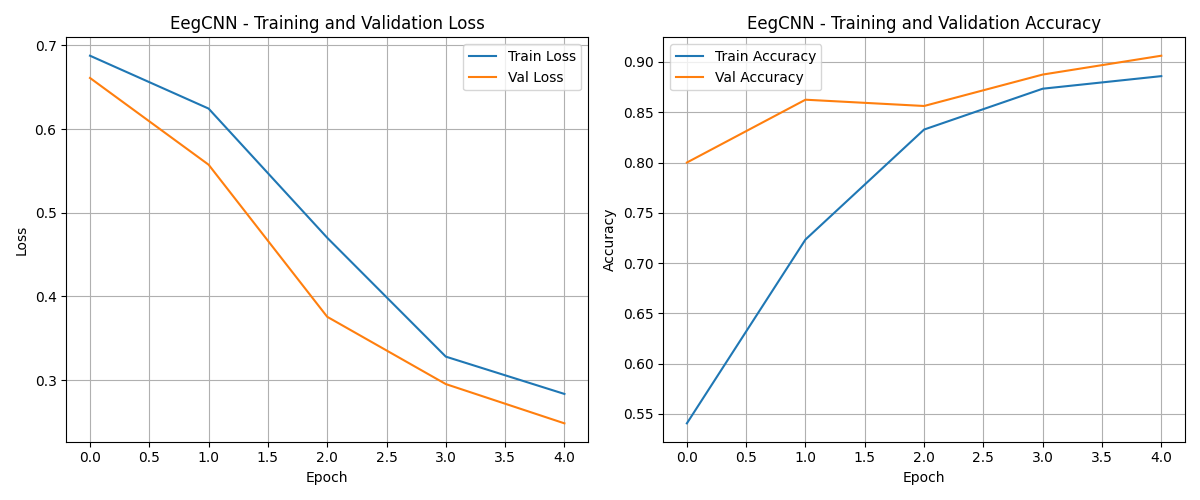 EegCNN - Training and Validation Loss
Train Loss
Val Loss
0.7
0.6
0.5
0.4
0.3
Loss
0.0 0.5 1.0 1.5 2.0 2.5 3.0 3.5 4.0
Epoch
EegCNN - Training and Validation Accuracy
Train Accuracy
Val Accuracy
0.90
0.85
0.80
0.75
0.70
0.65
0.60
0.55
Accuracy
0.0 0.5 1.0 1.5 2.0 2.5 3.0 3.5 4.0
Epoch